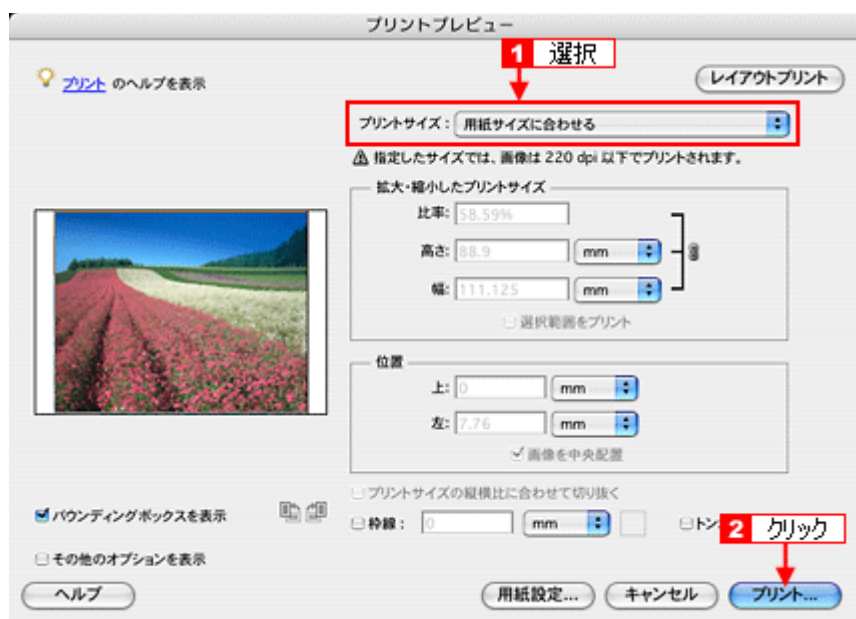 プリントプレビュー
1 選択
プリント のヘルプを表示
レイアウトプリント
プリントサイズ： 用紙サイズに合わせる
指定したサイズでは、画像は 220 dpi 以下でプリントされます。
拡大・縮小したプリントサイズ
比率: 58.59%
高さ: 88.9 mm
幅: 111.125 mm
選択範囲をプリント
位置
上: 0 mm
左: 7.76 mm
画像を中央配置
プリントサイズの縦横比に合わせて切り抜く
バウンディングボックスを表示
枠線： 0 mm
トン
2 クリック
その他のオプションを表示
ヘルプ
用紙設定...
キャンセル
プリント...